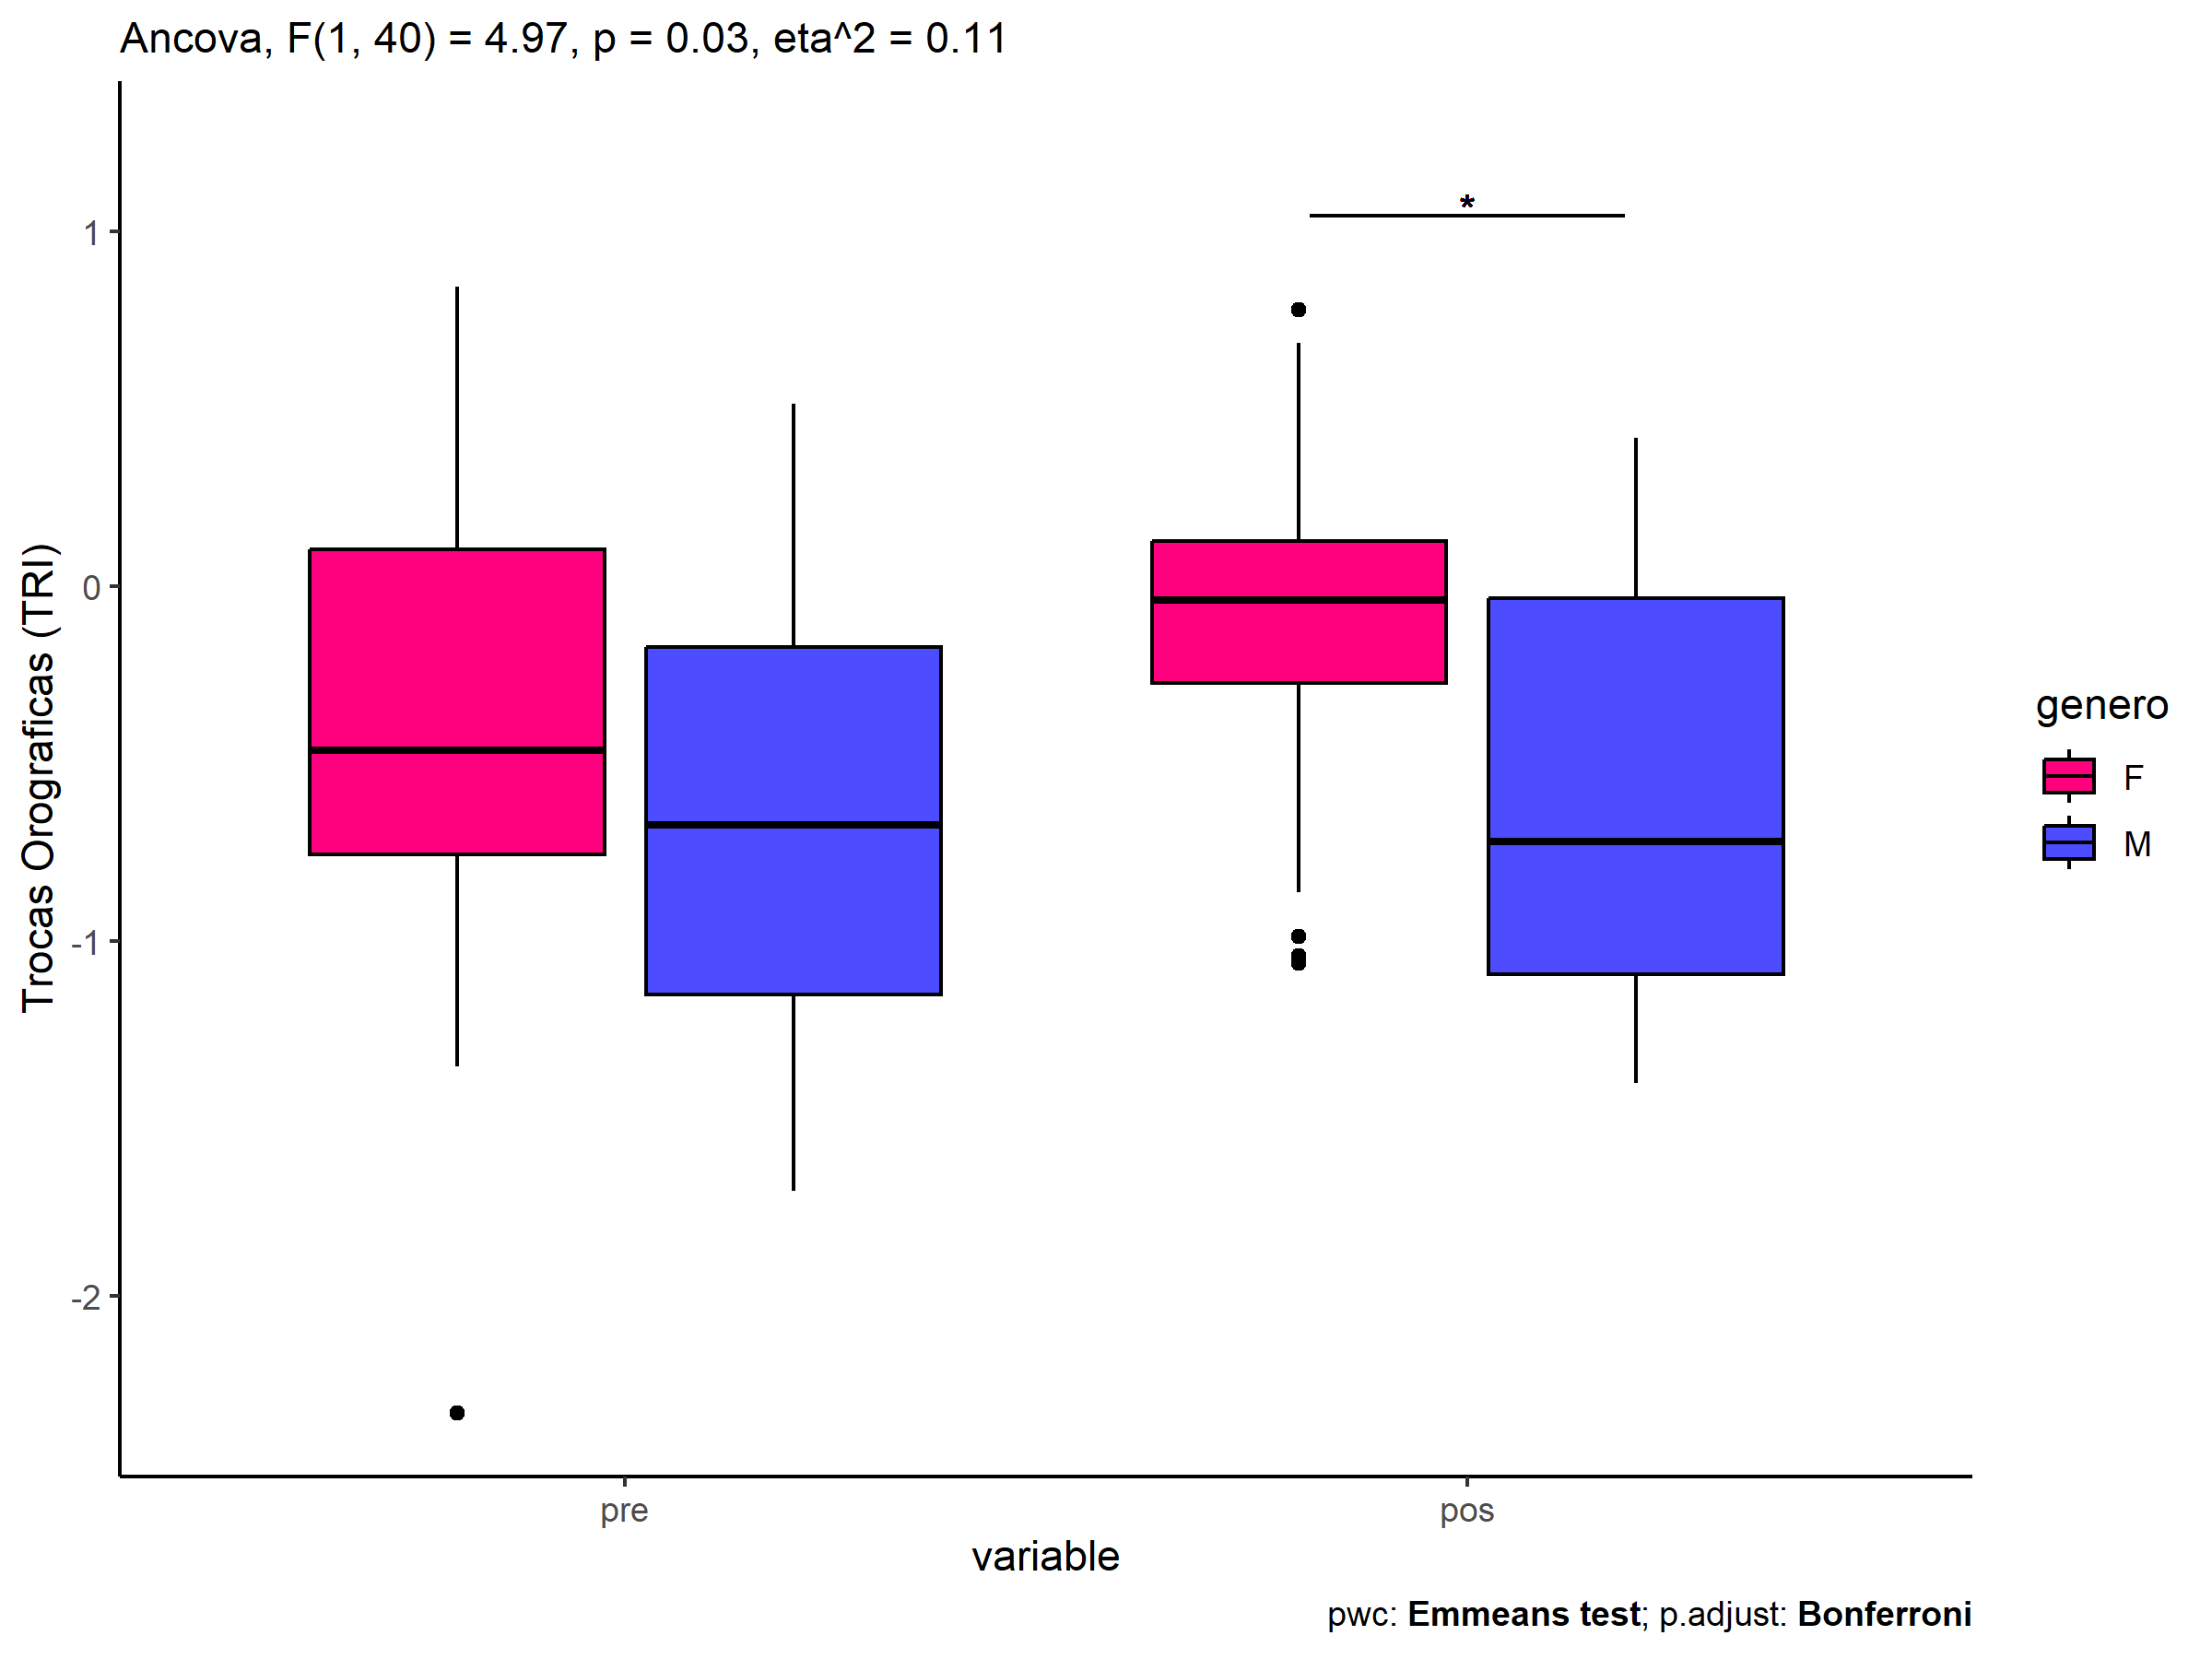 Ancova, F(1, 40) = 4.97, p = 0.03, eta^2 = 0.11
Trocas Orograficas (TRI)
1
0
-1
-2
*
pre
pos
variable
genero
F
M
pwc: Emmeans test; p.adjust: Bonferroni